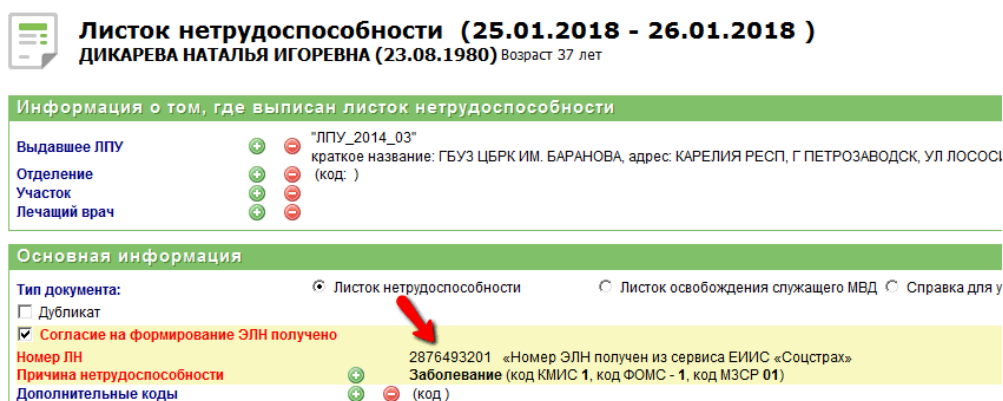 Листок нетрудоспособности (25.01.2018 - 26.01.2018 )
ДИКАРЕВА НАТАЛЬЯ ИГОРЕВНА (23.08.1980) Возраст 37 лет
Информация о том, где выписан листок нетрудоспособности
Выдавшее ЛПУ "ЛПУ_2014_03"
краткое название: ГБУЗ ЦБРК ИМ. БАРАНОВА, адрес: КАРЕЛИЯ РЕСП, Г ПЕТРОЗАВОДСК, УЛ ЛОСОСИ
Отделение (код: )
Участок
Лечащий врач
Основная информация
Тип документа: Листок нетрудоспособности Листок освобождения служащего МВД Справка для у
Дубликат
Согласие на формирование ЭЛН получено
Номер ЛН 2876493201 «Номер ЭЛН получен из сервиса ЕИИС «Соцстрах»
Причина нетрудоспособности Заболевание (код КМИС 1, код ФОМС - 1, код МЗСР 01)
Дополнительные коды (код )